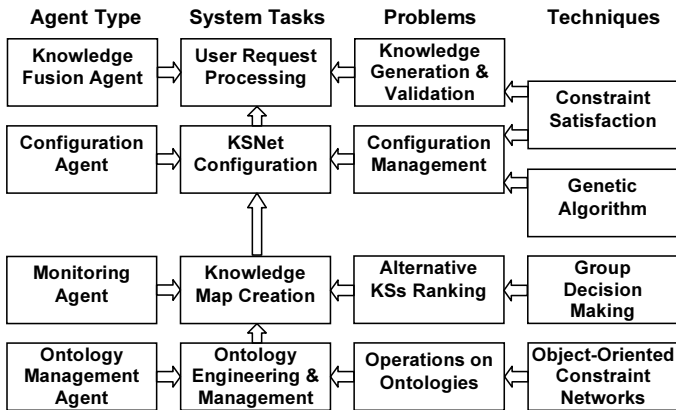 Agent Type
System Tasks
Problems
Techniques
Knowledge
Fusion Agent
User Request
Processing
Knowledge
Generation &
Validation
Constraint
Satisfaction
Configuration
Agent
KSNet
Configuration
Configuration
Management
Genetic
Algorithm
Monitoring
Agent
Knowledge
Map Creation
Alternative
KSs Ranking
Group
Decision
Making
Ontology
Management
Agent
Ontology
Engineering &
Management
Operations on
Ontologies
Object-Oriented
Constraint
Networks